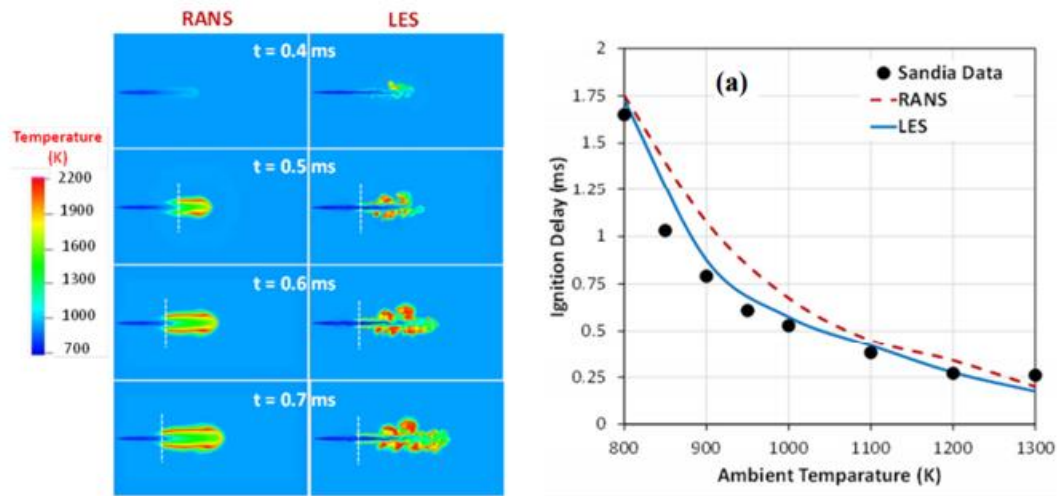 RANS LES
t = 0.4 ms
t = 0.5 ms
t = 0.6 ms
t = 0.7 ms
Temperature
(K)
2200
1900
1600
1300
1000
700
(a)
Sandia Data
RANS
LES
Ignition Delay (ms)
2
1.75
1.5
1.25
1
0.75
0.5
0.25
0
800 900 1000 1100 1200 1300
Ambient Temparature (K)